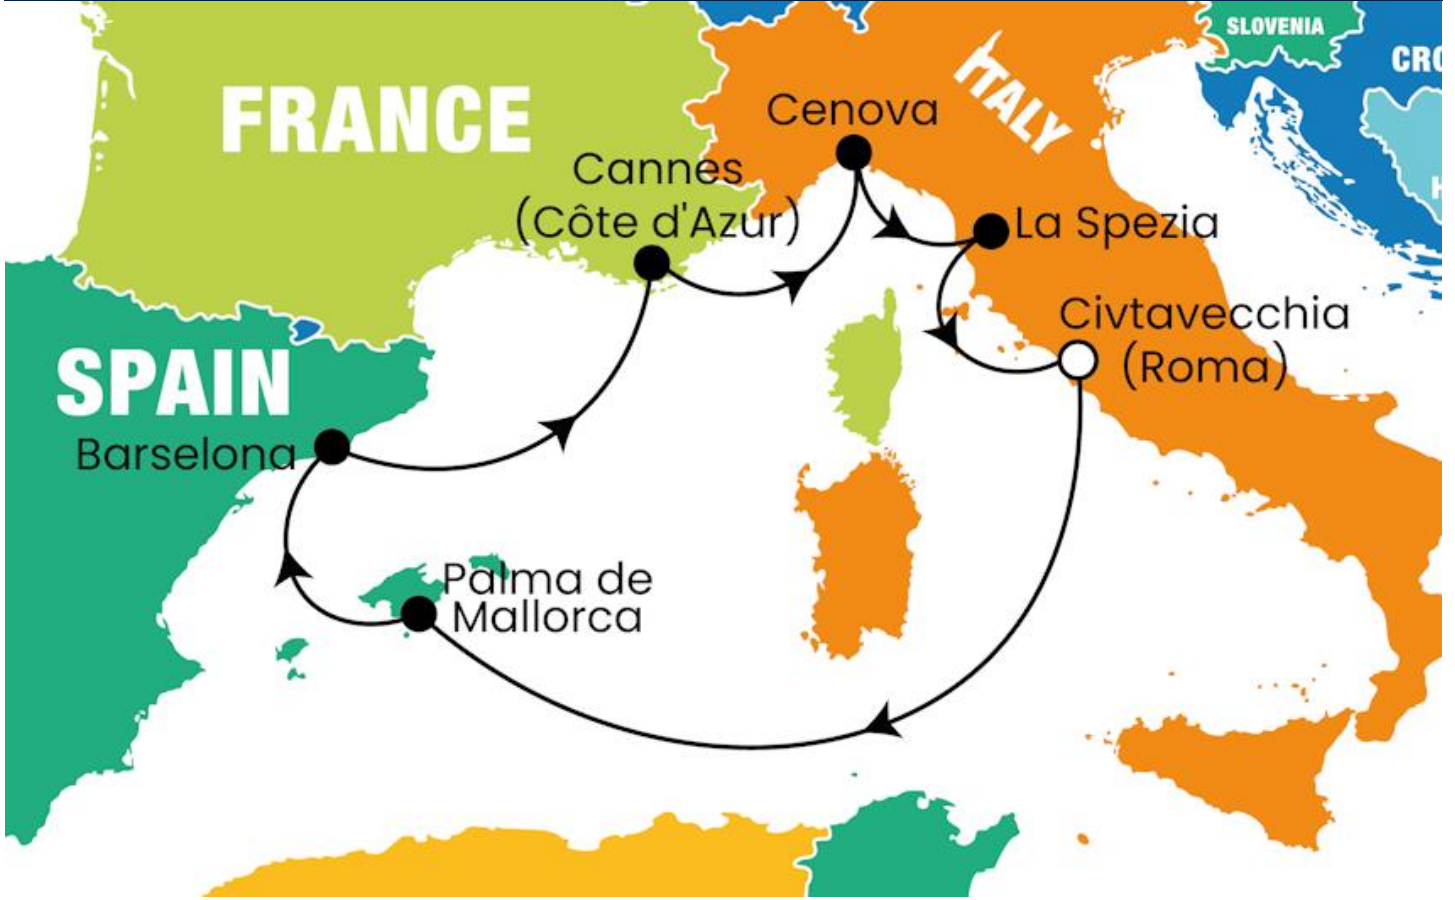 SLOVENIA
CRO
ITALY
FRANCE
Cenova
Cannes
(Côte d'Azur)
La Spezia
H
Civtavecchia
(Roma)
SPAIN
Barselona
Palma de
Mallorca